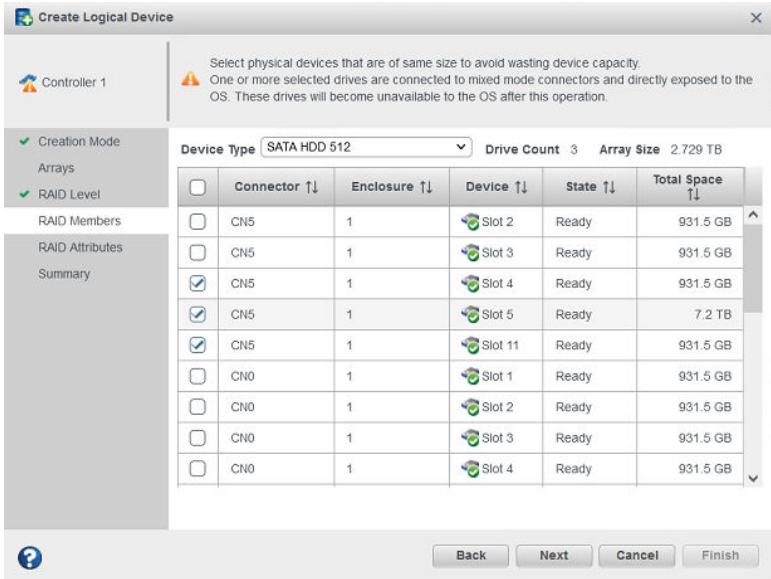 Create Logical Device
Controller 1
Select physical devices that are of same size to avoid wasting device capacity.
One or more selected drives are connected to mixed mode connectors and directly exposed to the
OS. These drives will become unavailable to the OS after this operation.
Creation Mode
Arrays
RAID Level
RAID Members
RAID Attributes
Summary
Device Type SATA HDD 512 Drive Count 3 Array Size 2.729 TB
Connector Enclosure Device State Total Space
CN5 1 Slot 2 Ready 931.5 GB
CN5 1 Slot 3 Ready 931.5 GB
CN5 1 Slot 4 Ready 931.5 GB
CN5 1 Slot 5 Ready 7.2 TB
CN5 1 Slot 11 Ready 931.5 GB
CN0 1 Slot 1 Ready 931.5 GB
CN0 1 Slot 2 Ready 931.5 GB
CN0 1 Slot 3 Ready 931.5 GB
CN0 1 Slot 4 Ready 931.5 GB
?
Back Next Cancel Finish